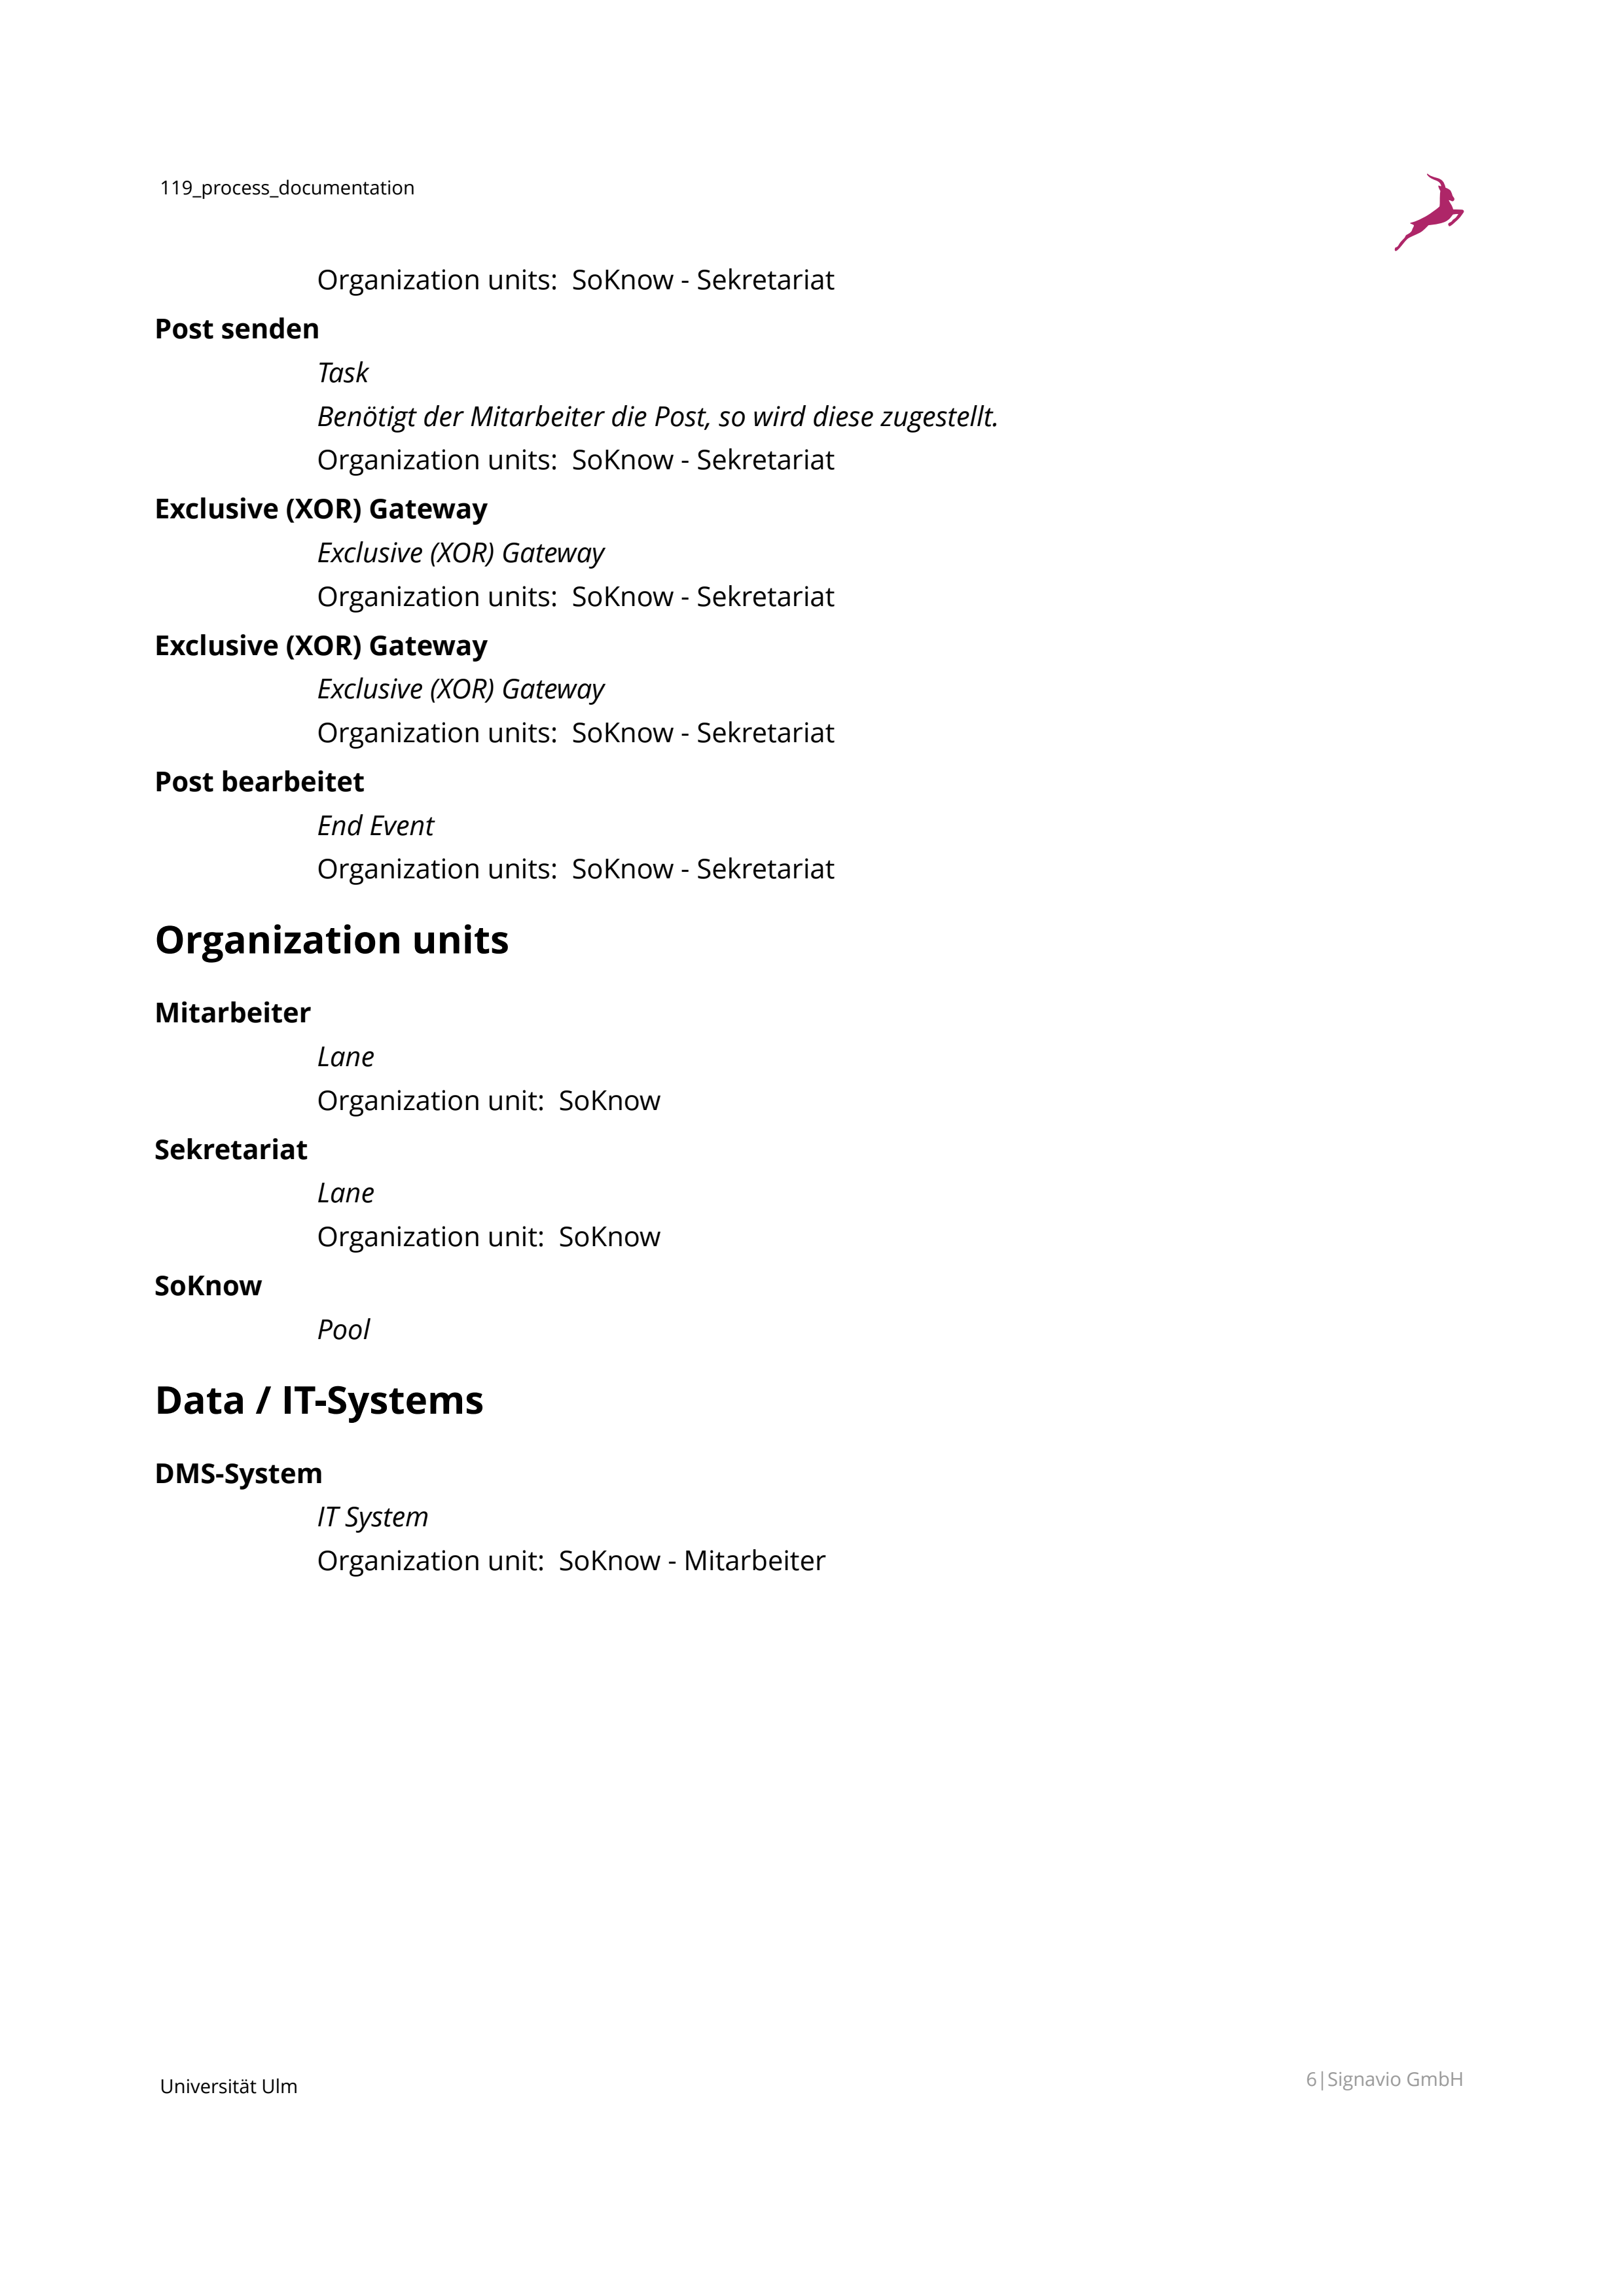 119_process_documentation
Organization units:  SoKnow - Sekretariat
Post senden
Task
Benötigt der Mitarbeiter die Post, so wird diese zugestellt.
Organization units:  SoKnow - Sekretariat
Exclusive (XOR) Gateway
Exclusive (XOR) Gateway
Organization units:  SoKnow - Sekretariat
Exclusive (XOR) Gateway
Exclusive (XOR) Gateway
Organization units:  SoKnow - Sekretariat
Post bearbeitet
End Event
Organization units:  SoKnow - Sekretariat
Organization units
Mitarbeiter
Lane
Organization unit:  SoKnow
Sekretariat
Lane
Organization unit:  SoKnow
SoKnow
Pool
Data / IT-Systems
DMS-System
IT System
Organization unit:  SoKnow - Mitarbeiter
Universität Ulm
6|Signavio GmbH